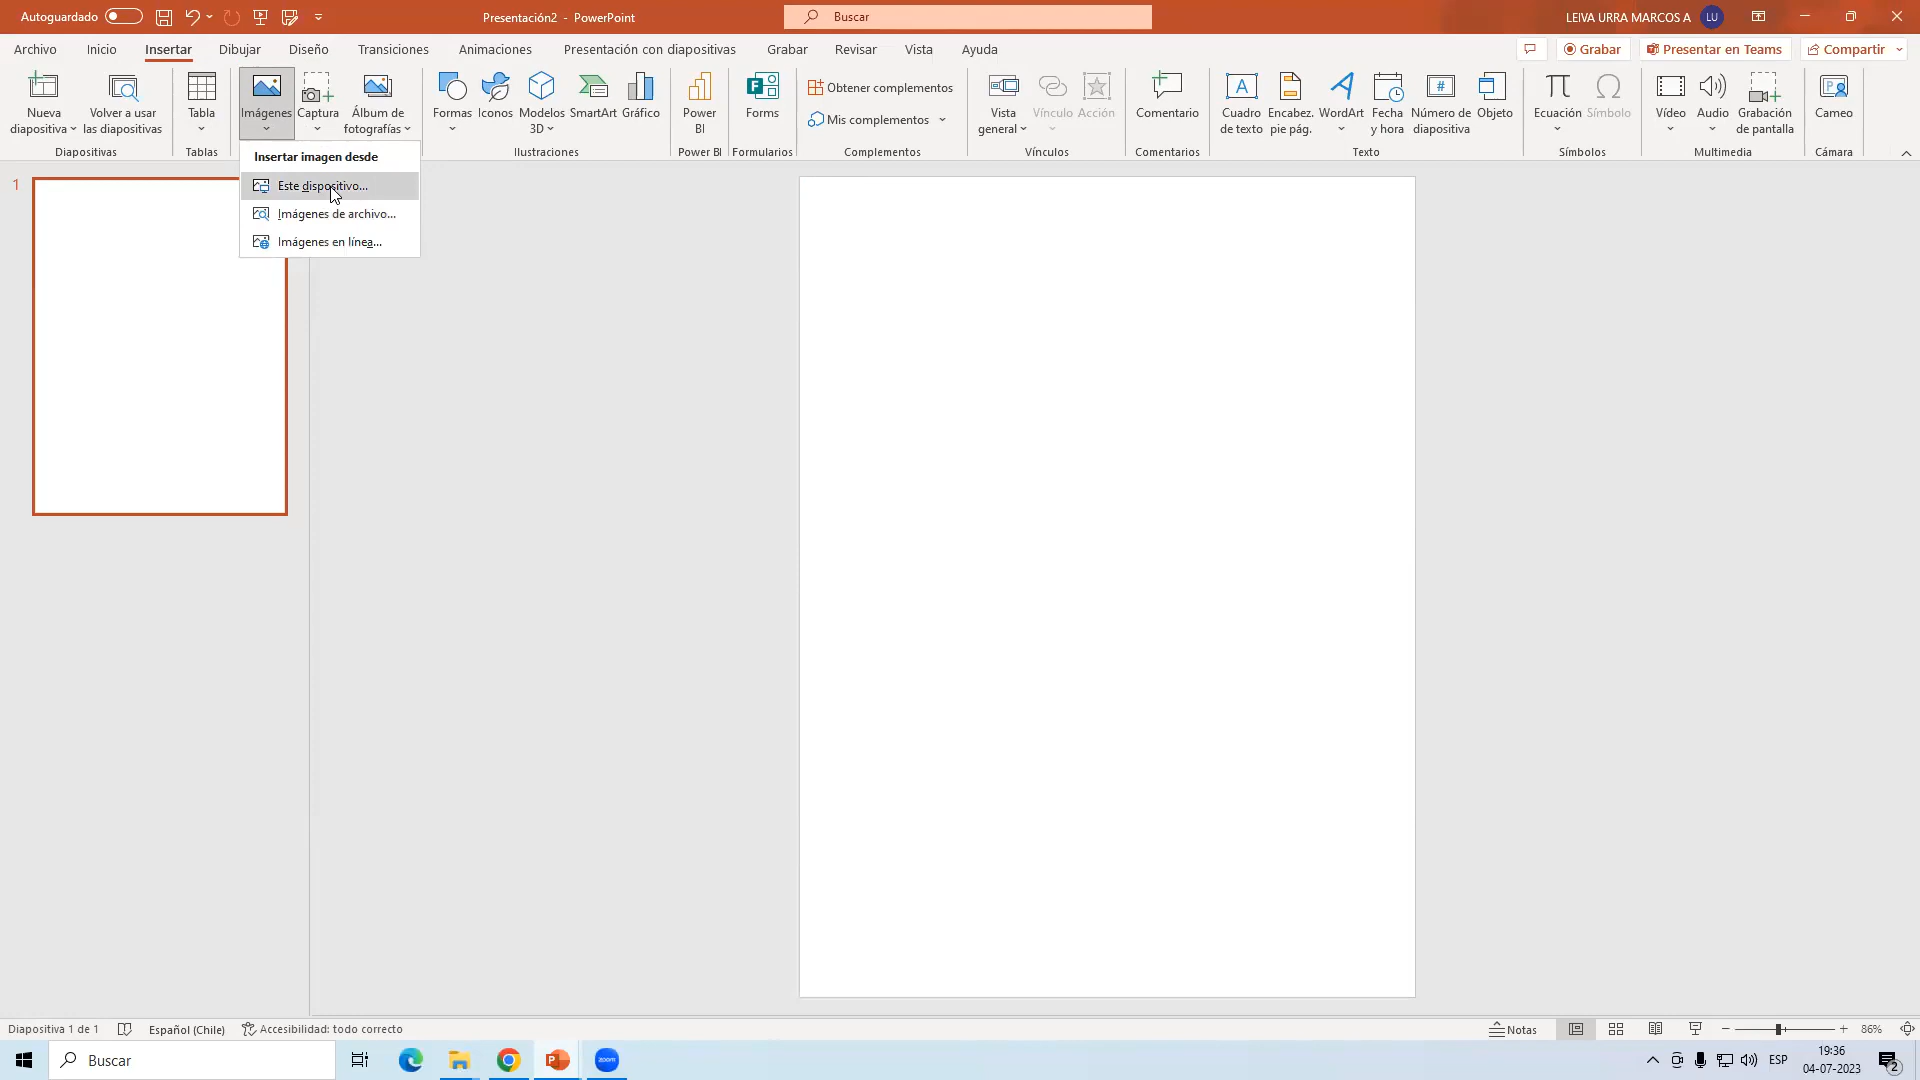 Autoguardado
Presentación2 - PowerPoint
Buscar
LEIVA URRA MARCOS A
LU
Archivo Inicio Insertar Dibujar Diseño Transiciones Animaciones Presentación con diapositivas Grabar Revisar Vista Ayuda
Grabar
Presentar en Teams
Compartir
Nueva diapositiva
Volver a usar las diapositivas
Diapositivas
Tabla
Tablas
Imágenes
Captura
Álbum de fotografías
Formas
Iconos
Modelos 3D
SmartArt
Gráfico
Ilustraciones
Power BI
Power BI
Forms
Formularios
Obtener complementos
Mis complementos
Complementos
Vista general
Vínculo
Acción
Vínculos
Comentario
Comentarios
Cuadro de texto
Encabez. pie pág.
WordArt
Fecha y hora
Número de diapositiva
Objeto
Texto
Ecuación
Símbolo
Símbolos
Vídeo
Audio
Grabación de pantalla
Multimedia
Cameo
Cámara
Insertar imagen desde
Este dispositivo...
Imágenes de archivo...
Imágenes en línea...
1
Diapositiva 1 de 1
Español (Chile)
Accesibilidad: todo correcto
Notas
86%
Buscar
zoom
ESP
19:36
04-07-2023
2